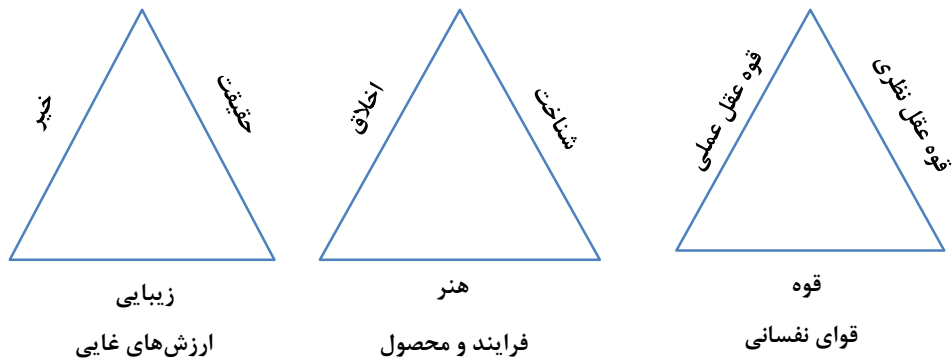 قوه عقل نظری
قوه عقل عملی
قوه
قوای نفسانی
شناخت
اخلاق
هنر
فرایند و محصول
حقیقت
خیر
زیبایی
ارزش‌های غایی